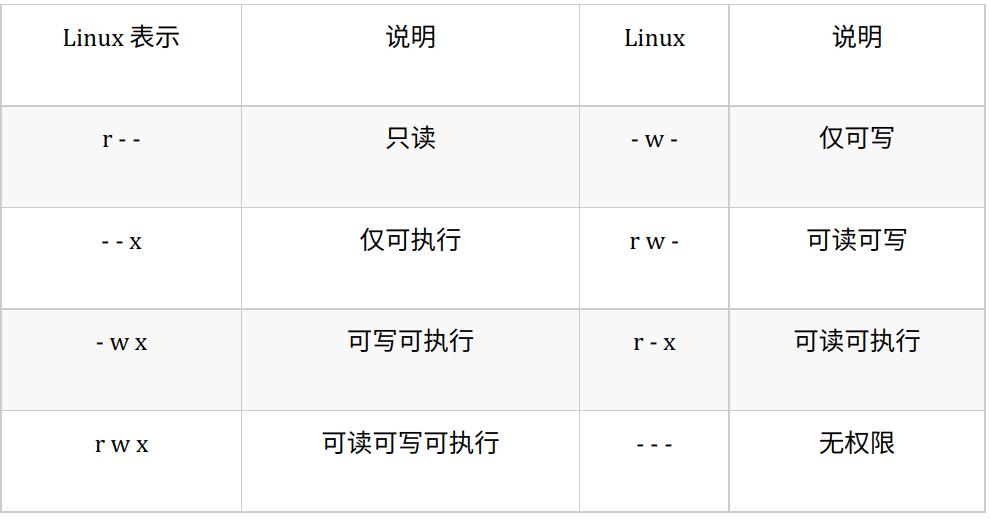 Linux 表示 说明 Linux 说明
r - - 只读 - w - 仅可写
- - x 仅可执行 r w - 可读可写
- w x 可写可执行 r - x 可读可执行
r w x 可读可写可执行 - - - 无权限